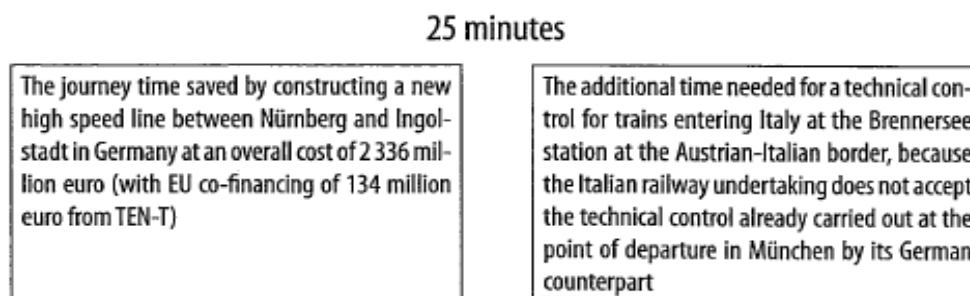 25 minutes
The journey time saved by constructing a new
high speed line between Nürnberg and Ingol-
stadt in Germany at an overall cost of 2 336 mil-
lion euro (with EU co-financing of 134 million
euro from TEN-T)
The additional time needed for a technical con-
trol for trains entering Italy at the Brennersee
station at the Austrian-Italian border, because
the Italian railway undertaking does not accept
the technical control already carried out at the
point of departure in München by its German
counterpart